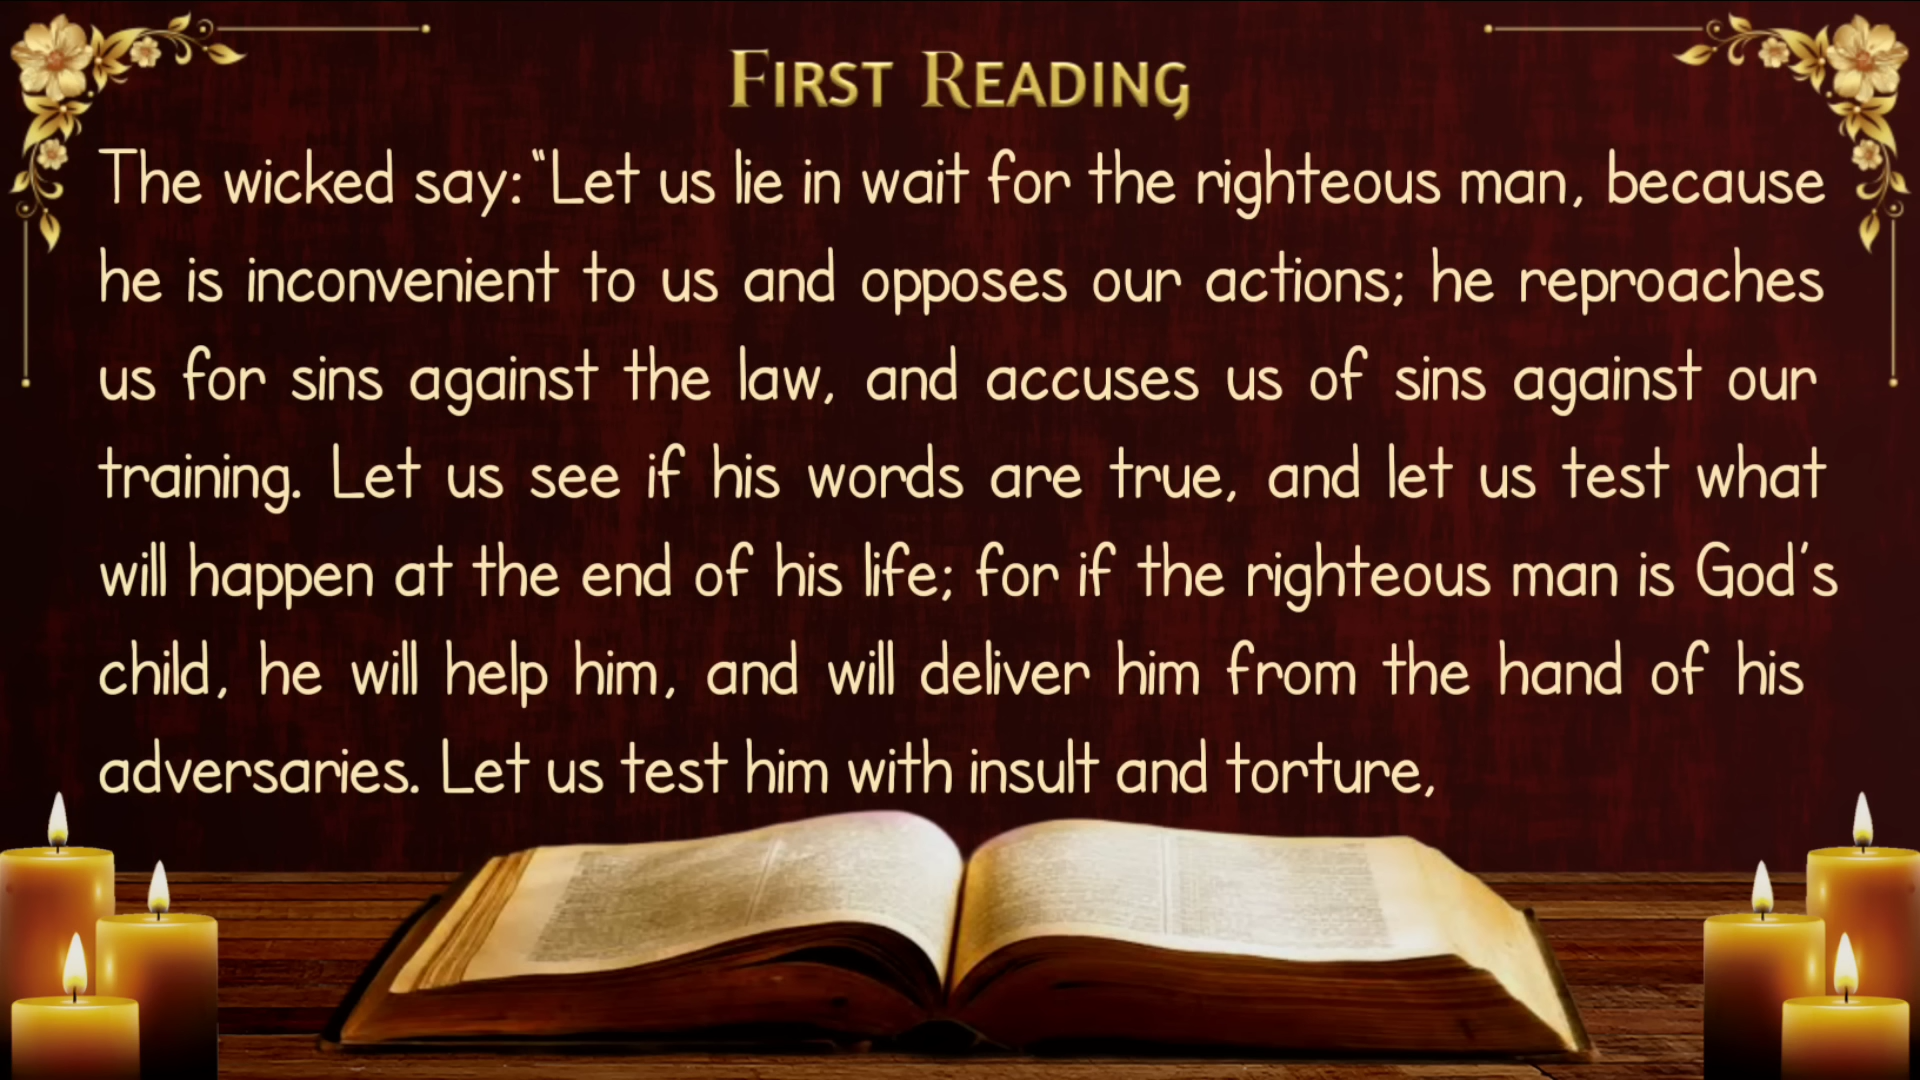 First Reading
The wicked say: “Let us lie in wait for the righteous man, because
he is inconvenient to us and opposes our actions; he reproaches
us for sins against the law, and accuses us of sins against our
training. Let us see if his words are true, and let us test what
will happen at the end of his life; for if the righteous man is God’s
child, he will help him, and will deliver him from the hand of his
adversaries. Let us test him with insult and torture,